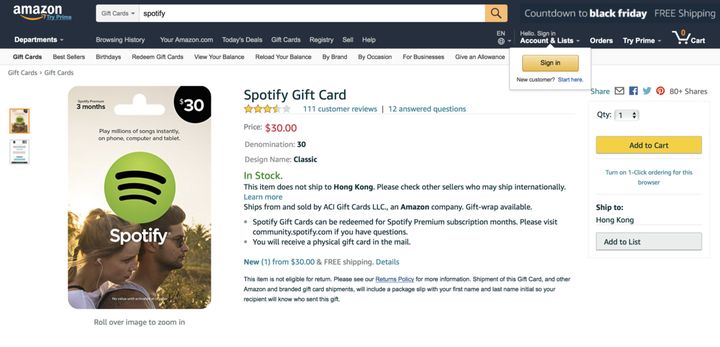 amazon
Try Prime
Gift Cards
spotify
Countdown to black friday FREE Shipping
Departments
Browsing History Your Amazon.com Today's Deals Gift Cards Registry Sell Help
EN
Hello. Sign in
Account & Lists
Orders
Try Prime
0
Cart
Gift Cards Best Sellers Birthdays Redeem Gift Cards View Your Balance Reload Your Balance By Brand By Occasion For Businesses Give an Allowance
Sign in
New customer? Start here.
Gift Cards › Gift Cards
Spotify Premium
3 months
$30
Play millions of songs instantly,
on phone, computer and tablet.
Spotify
No value until activated at register
Roll over image to zoom in
Spotify Gift Card
111 customer reviews | 12 answered questions
Price: $30.00
Denomination: 30
Design Name: Classic
In Stock.
This item does not ship to Hong Kong. Please check other sellers who may ship internationally.
Learn more
Ships from and sold by ACI Gift Cards LLC., an Amazon company. Gift-wrap available.
• Spotify Gift Cards can be redeemed for Spotify Premium subscription months. Please visit
community.spotify.com if you have questions.
• You will receive a physical gift card in the mail.
New (1) from $30.00 & FREE shipping. Details
This item is not eligible for return. Please see our Returns Policy for more information. Shipment of this Gift Card, and other
Amazon and branded gift card shipments, will include a package slip with your first name and last name initial so your
recipient will know who sent this gift.
Share 80+ Shares
Qty: 1
Add to Cart
Turn on 1-Click ordering for this
browser
Ship to:
Hong Kong
Add to List